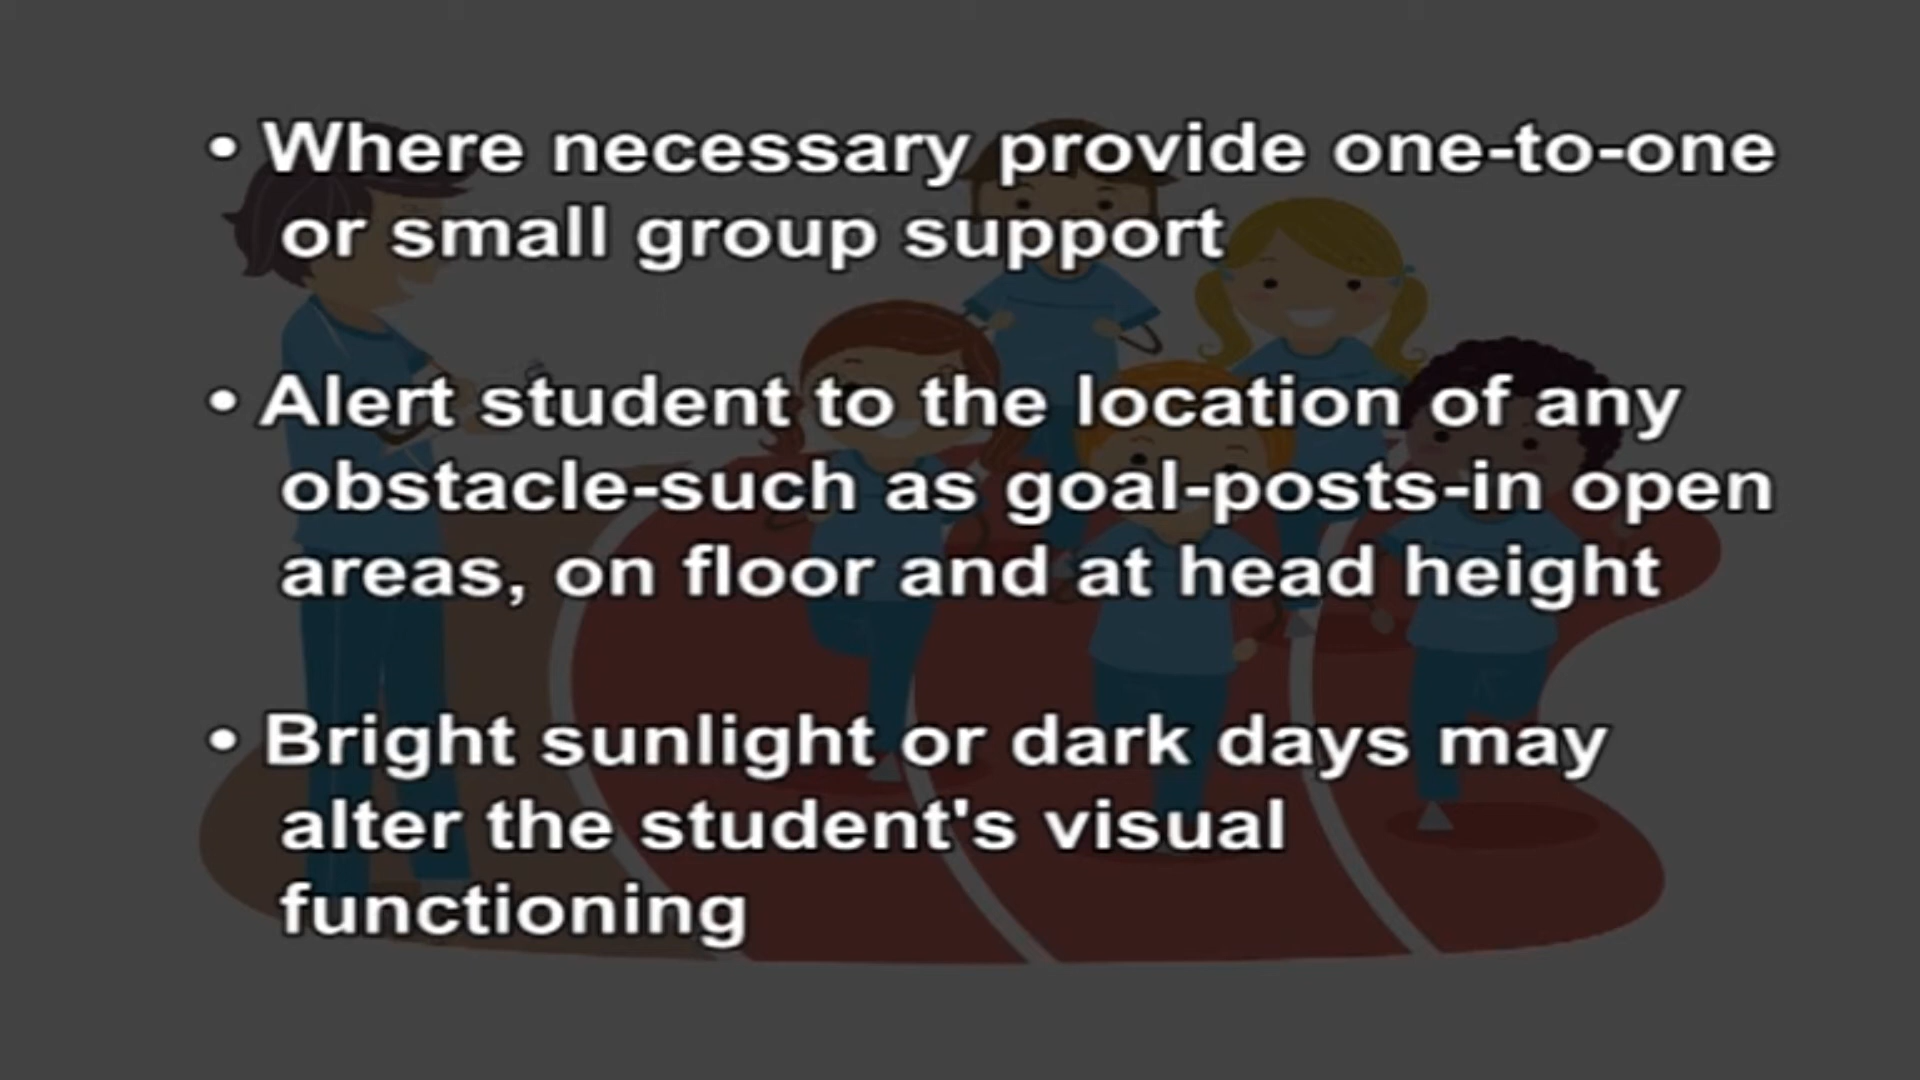 • Where necessary provide one-to-one
or small group support
• Alert student to the location of any
obstacle-such as goal-posts-in open
areas, on floor and at head height
• Bright sunlight or dark days may
alter the student's visual
functioning